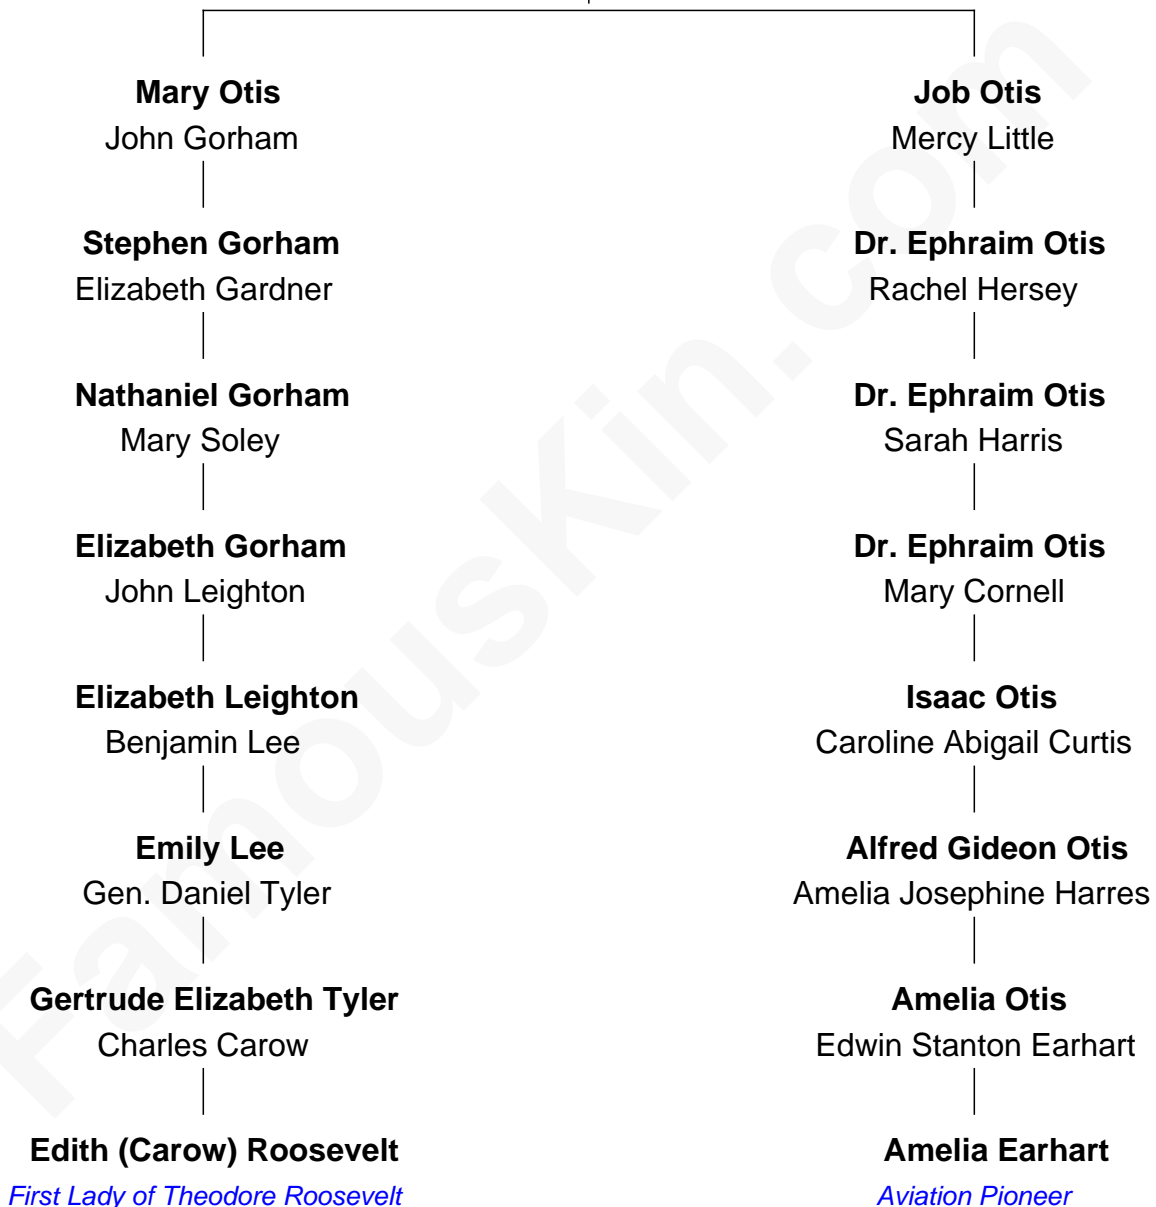 Mary Otis
John Gorham
Job Otis
Mercy Little
Stephen Gorham
Elizabeth Gardner
Dr. Ephraim Otis
Rachel Hersey
Nathaniel Gorham
Mary Soley
Dr. Ephraim Otis
Sarah Harris
Elizabeth Gorham
John Leighton
Dr. Ephraim Otis
Mary Cornell
Elizabeth Leighton
Benjamin Lee
Isaac Otis
Caroline Abigail Curtis
Emily Lee
Gen. Daniel Tyler
Alfred Gideon Otis
Amelia Josephine Harres
Gertrude Elizabeth Tyler
Charles Carow
Amelia Otis
Edwin Stanton Earhart
Edith (Carow) Roosevelt
First Lady of Theodore Roosevelt
Amelia Earhart
Aviation Pioneer
FamousKin.com